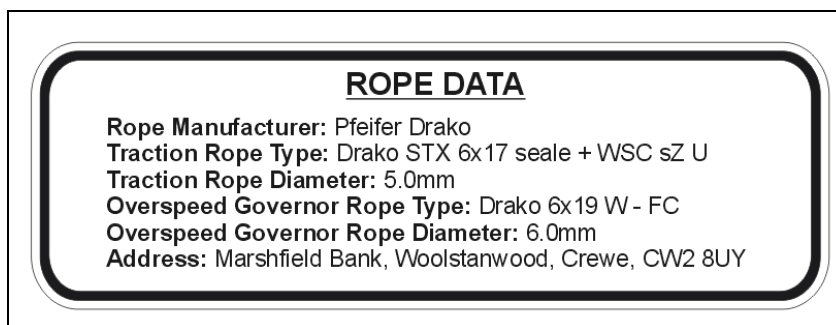 ROPE DATA
Rope Manufacturer: Pfeifer Drako
Traction Rope Type: Drako STX 6x17 seale + WSC sZ U
Traction Rope Diameter: 5.0mm
Overspeed Governor Rope Type: Drako 6x19 W - FC
Overspeed Governor Rope Diameter: 6.0mm
Address: Marshfield Bank, Woolstanwood, Crewe, CW2 8UY